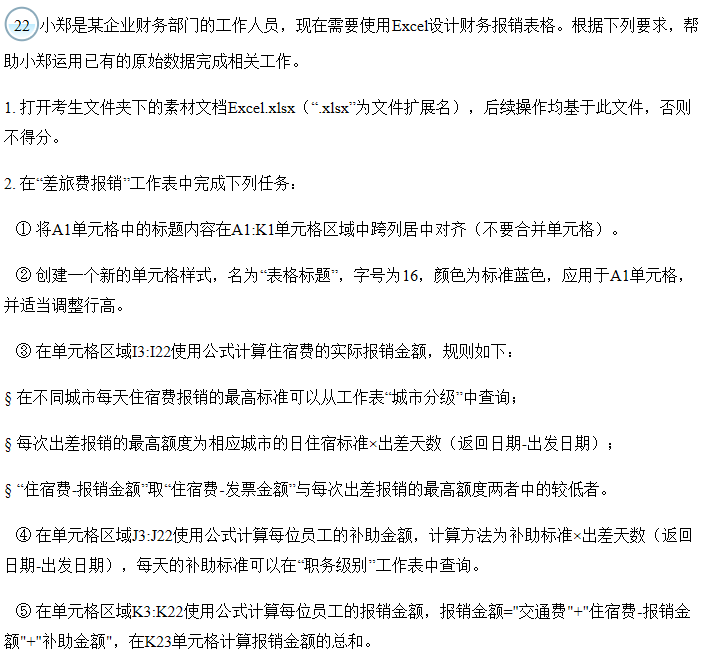 22 小郑是某企业财务部门的工作人员，现在需要使用Excel设计财务报销表格。根据下列要求，帮
助小郑运用已有的原始数据完成相关工作。
1. 打开考生文件夹下的素材文档Excel.xlsx（“.xlsx”为文件扩展名），后续操作均基于此文件，否则
不得分。
2. 在“差旅费报销”工作表中完成下列任务：
① 将A1单元格中的标题内容在A1:K1单元格区域中跨列居中对齐（不要合并单元格）。
② 创建一个新的单元格样式，名为“表格标题”，字号为16，颜色为标准蓝色，应用于A1单元格，
并适当调整行高。
③ 在单元格区域I3:I22使用公式计算住宿费的实际报销金额，规则如下：
§ 在不同城市每天住宿费报销的最高标准可以从工作表“城市分级”中查询；
§ 每次出差报销的最高额度为相应城市的日住宿标准×出差天数（返回日期-出发日期）；
§ “住宿费-报销金额”取“住宿费-发票金额”与每次出差报销的最高额度两者中的较低者。
④ 在单元格区域J3:J22使用公式计算每位员工的补助金额，计算方法为补助标准×出差天数（返回
日期-出发日期），每天的补助标准可以在“职务级别”工作表中查询。
⑤ 在单元格区域K3:K22使用公式计算每位员工的报销金额，报销金额="交通费"+"住宿费-报销金
额"+"补助金额"，在K23单元格计算报销金额的总和。